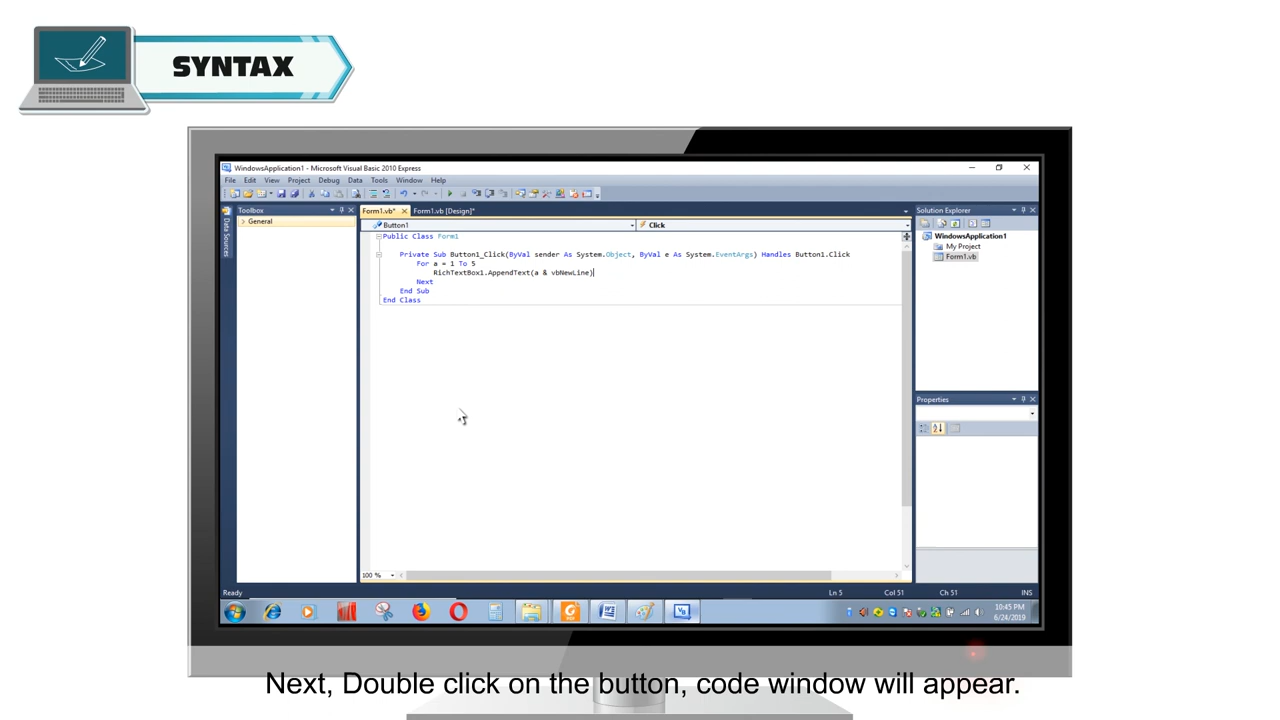 SYNTAX
WindowsApplication1 - Microsoft Visual Basic 2010 Express
File Edit View Project Debug Data Tools Window Help
Toolbox
General
Data Sources
Form1.vb*
Form1.vb [Design]*
Button1
Click
Public Class Form1
Private Sub Button1_Click(ByVal sender As System.Object, ByVal e As System.EventArgs) Handles Button1.Click
For a = 1 To 5
RichTextBox1.AppendText(a & vbNewLine)
Next
End Sub
End Class
Solution Explorer
WindowsApplication1
My Project
Form1.vb
Properties
100 %
Ready
Ln 5 Col 51 Ch 51 INS
10:45 PM
6/24/2019
Next, Double click on the button, code window will appear.